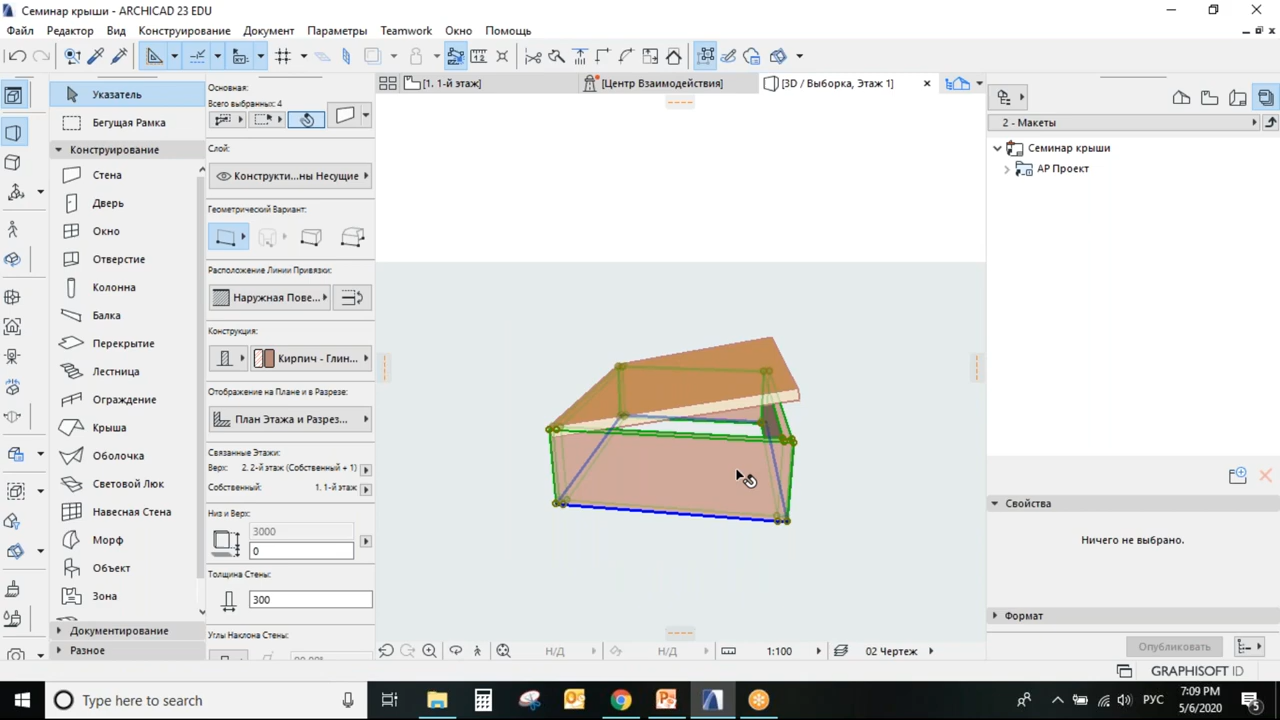 Семинар крыши - ARCHICAD 23 EDU
Файл Редактор Вид Конструирование Документ Параметры Teamwork Окно Помощь
Указатель
Бегущая Рамка
Конструирование
Стена
Дверь
Окно
Отверстие
Колонна
Балка
Перекрытие
Лестница
Ограждение
Крыша
Оболочка
Световой Люк
Навесная Стена
Морф
Объект
Зона
Документирование
Разное
Основная:
Всего выбранных: 4
Слой:
Конструкти...ны Несущие
Геометрический Вариант:
Расположение Линии Привязки:
Наружная Пове...
Конструкция:
Кирпич - Глин...
Отображение на Плане и в Разрезе:
План Этажа и Разрез...
Связанные Этажи:
Верх: 2. 2-й этаж (Собственный + 1)
Собственный: 1. 1-й этаж
Низ и Верх:
3000
0
Толщина Стены:
300
Углы Наклона Стены:
[1. 1-й этаж]
[Центр Взаимодействия]
[3D / Выборка, Этаж 1]
Н/Д
Н/Д
1:100
02 Чертеж
2 - Макеты
Семинар крыши
АР Проект
Свойства
Ничего не выбрано.
Формат
Опубликовать
GRAPHISOFT ID
Type here to search
РУС
7:09 PM
5/6/2020
5